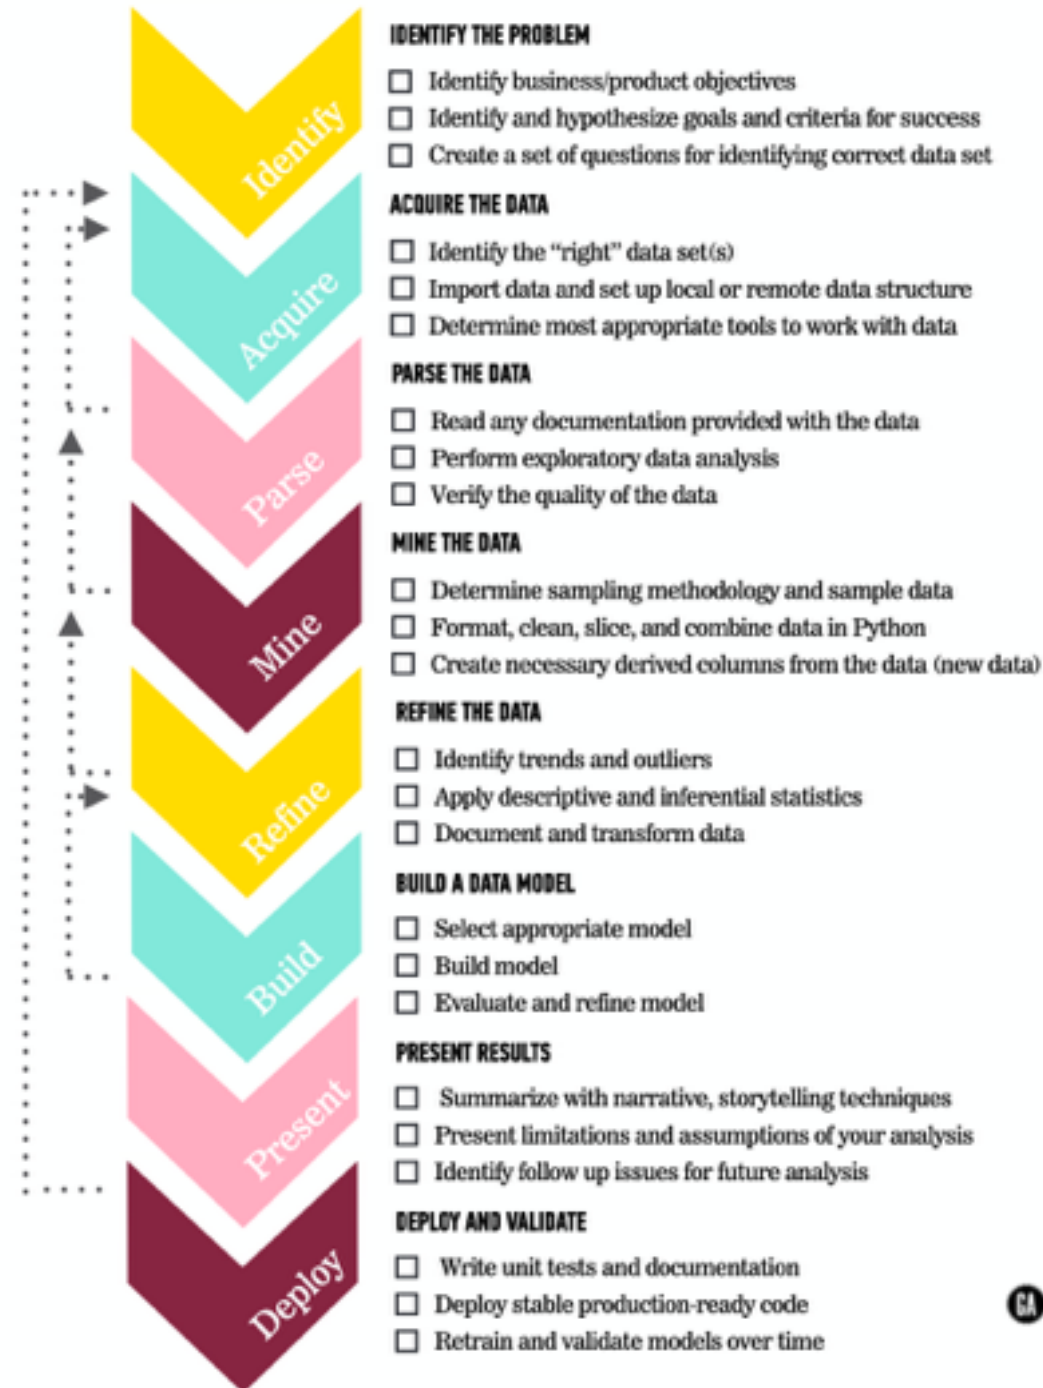 IDENTIFY THE PROBLEM
Identify business/product objectives
Identify and hypothesize goals and criteria for success
Create a set of questions for identifying correct data set
Identify
ACQUIRE THE DATA
Identify the “right” data set(s)
Import data and set up local or remote data structure
Determine most appropriate tools to work with data
Acquire
PARSE THE DATA
Read any documentation provided with the data
Perform exploratory data analysis
Verify the quality of the data
Parse
MINE THE DATA
Determine sampling methodology and sample data
Format, clean, slice, and combine data in Python
Create necessary derived columns from the data (new data)
Mine
REFINE THE DATA
Identify trends and outliers
Apply descriptive and inferential statistics
Document and transform data
Refine
BUILD A DATA MODEL
Select appropriate model
Build model
Evaluate and refine model
Build
PRESENT RESULTS
Summarize with narrative, storytelling techniques
Present limitations and assumptions of your analysis
Identify follow up issues for future analysis
Present
DEPLOY AND VALIDATE
Write unit tests and documentation
Deploy stable production-ready code
Retrain and validate models over time
Deploy
GA